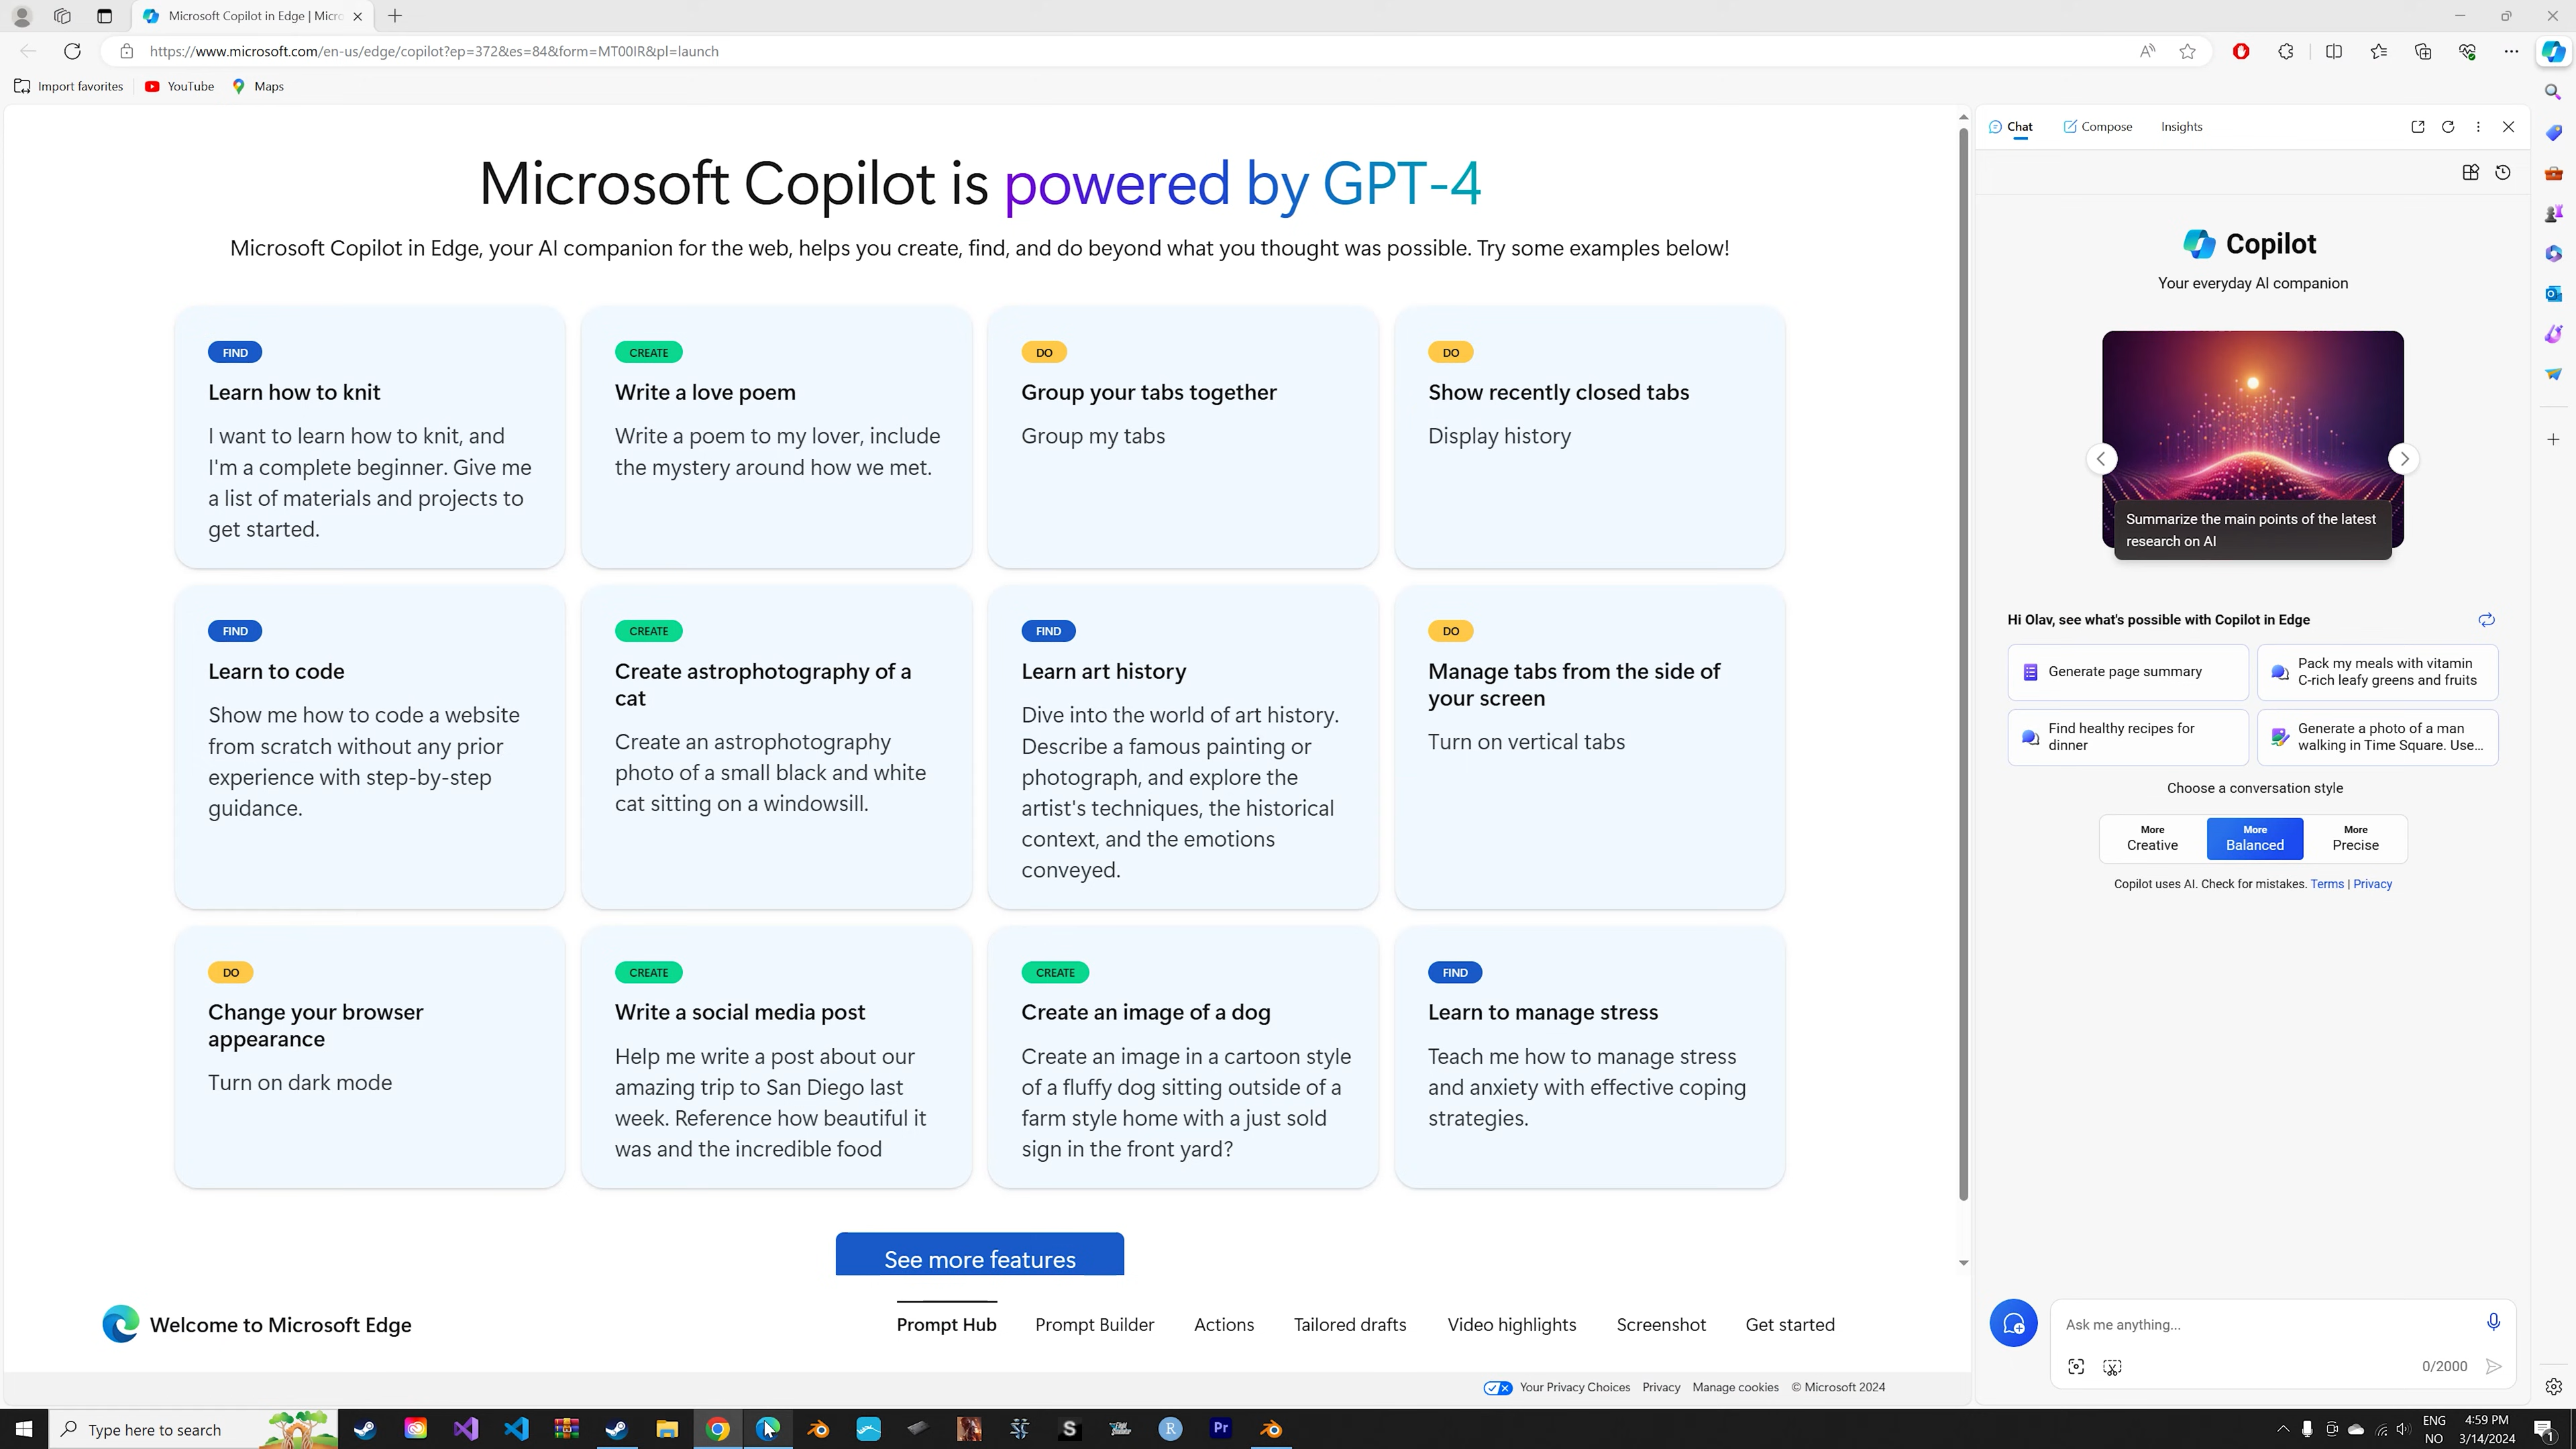 Microsoft Copilot in Edge | Micro
https://www.microsoft.com/en-us/edge/copilot?ep=372&es=84&form=MT00IR&pl=launch
Import favorites
YouTube
Maps
Microsoft Copilot is powered by GPT-4
Microsoft Copilot in Edge, your AI companion for the web, helps you create, find, and do beyond what you thought was possible. Try some examples below!
FIND
Learn how to knit
I want to learn how to knit, and
I'm a complete beginner. Give me
a list of materials and projects to
get started.
CREATE
Write a love poem
Write a poem to my lover, include
the mystery around how we met.
DO
Group your tabs together
Group my tabs
DO
Show recently closed tabs
Display history
FIND
Learn to code
Show me how to code a website
from scratch without any prior
experience with step-by-step
guidance.
CREATE
Create astrophotography of a
cat
Create an astrophotography
photo of a small black and white
cat sitting on a windowsill.
FIND
Learn art history
Dive into the world of art history.
Describe a famous painting or
photograph, and explore the
artist's techniques, the historical
context, and the emotions
conveyed.
DO
Manage tabs from the side of
your screen
Turn on vertical tabs
DO
Change your browser
appearance
Turn on dark mode
CREATE
Write a social media post
Help me write a post about our
amazing trip to San Diego last
week. Reference how beautiful it
was and the incredible food
CREATE
Create an image of a dog
Create an image in a cartoon style
of a fluffy dog sitting outside of a
farm style home with a just sold
sign in the front yard?
FIND
Learn to manage stress
Teach me how to manage stress
and anxiety with effective coping
strategies.
See more features
Welcome to Microsoft Edge
Prompt Hub
Prompt Builder
Actions
Tailored drafts
Video highlights
Screenshot
Get started
Your Privacy Choices
Privacy
Manage cookies
© Microsoft 2024
Chat
Compose
Insights
Copilot
Your everyday AI companion
Summarize the main points of the latest
research on AI
Hi Olav, see what's possible with Copilot in Edge
Generate page summary
Pack my meals with vitamin
C-rich leafy greens and fruits
Find healthy recipes for
dinner
Generate a photo of a man
walking in Time Square. Use...
Choose a conversation style
More
Creative
More
Balanced
More
Precise
Copilot uses AI. Check for mistakes. Terms | Privacy
Ask me anything...
0/2000
Type here to search
S
R
Pr
ENG
NO
4:59 PM
3/14/2024
1